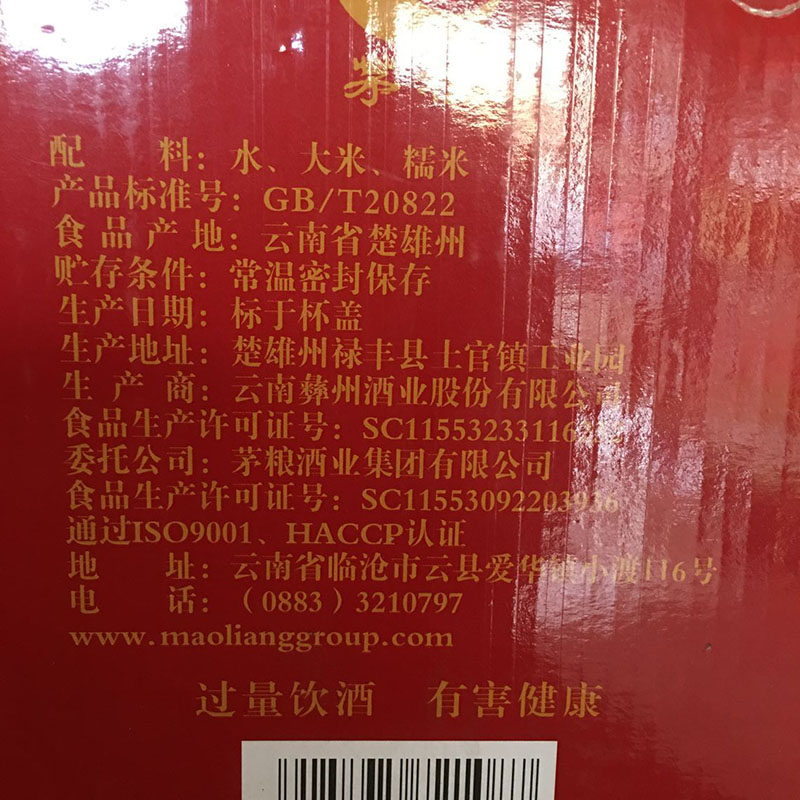 茅
配 料：水、大米、糯米
产品标准号：GB/T20822
食品产地：云南省楚雄州
贮存条件：常温密封保存
生产日期：标于杯盖
生产地址：楚雄州禄丰县土官镇工业园
生产商：云南彝州酒业股份有限公司
食品生产许可证号：
委托公司：茅粮酒业集团有限公司
食品生产许可证号：SC11553092203936
通过ISO9001、HACCP认证
地 址：云南省临沧市云县爱华镇小渡口16号
电 话：（0883）3210797
www.maolianggroup.com
过量饮酒 有害健康